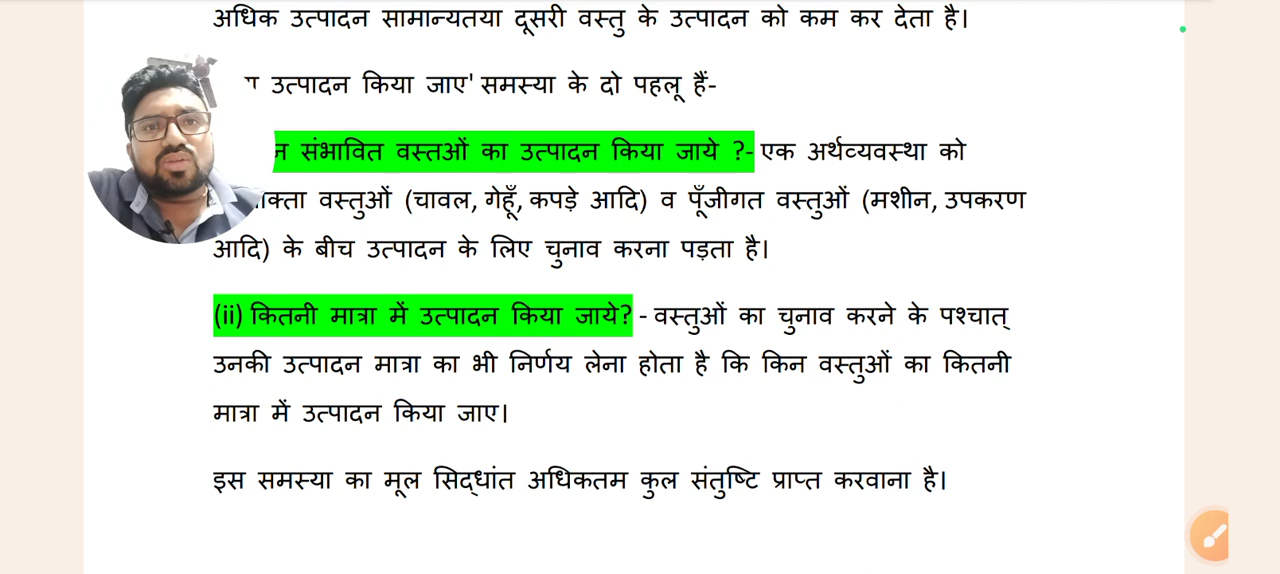 अधिक उत्पादन सामान्यतया दूसरी वस्तु के उत्पादन को कम कर देता है।
उत्पादन किया जाए' समस्या के दो पहलू हैं-
संभावित वस्तओं का उत्पादन किया जाये ?- एक अर्थव्यवस्था को
वस्तुओं (चावल, गेहूँ, कपड़े आदि) व पूँजीगत वस्तुओं (मशीन, उपकरण
आदि) के बीच उत्पादन के लिए चुनाव करना पड़ता है।
(ii) कितनी मात्रा में उत्पादन किया जाये? - वस्तुओं का चुनाव करने के पश्चात्
उनकी उत्पादन मात्रा का भी निर्णय लेना होता है कि किन वस्तुओं का कितनी
मात्रा में उत्पादन किया जाए।
इस समस्या का मूल सिद्धांत अधिकतम कुल संतुष्टि प्राप्त करवाना है।